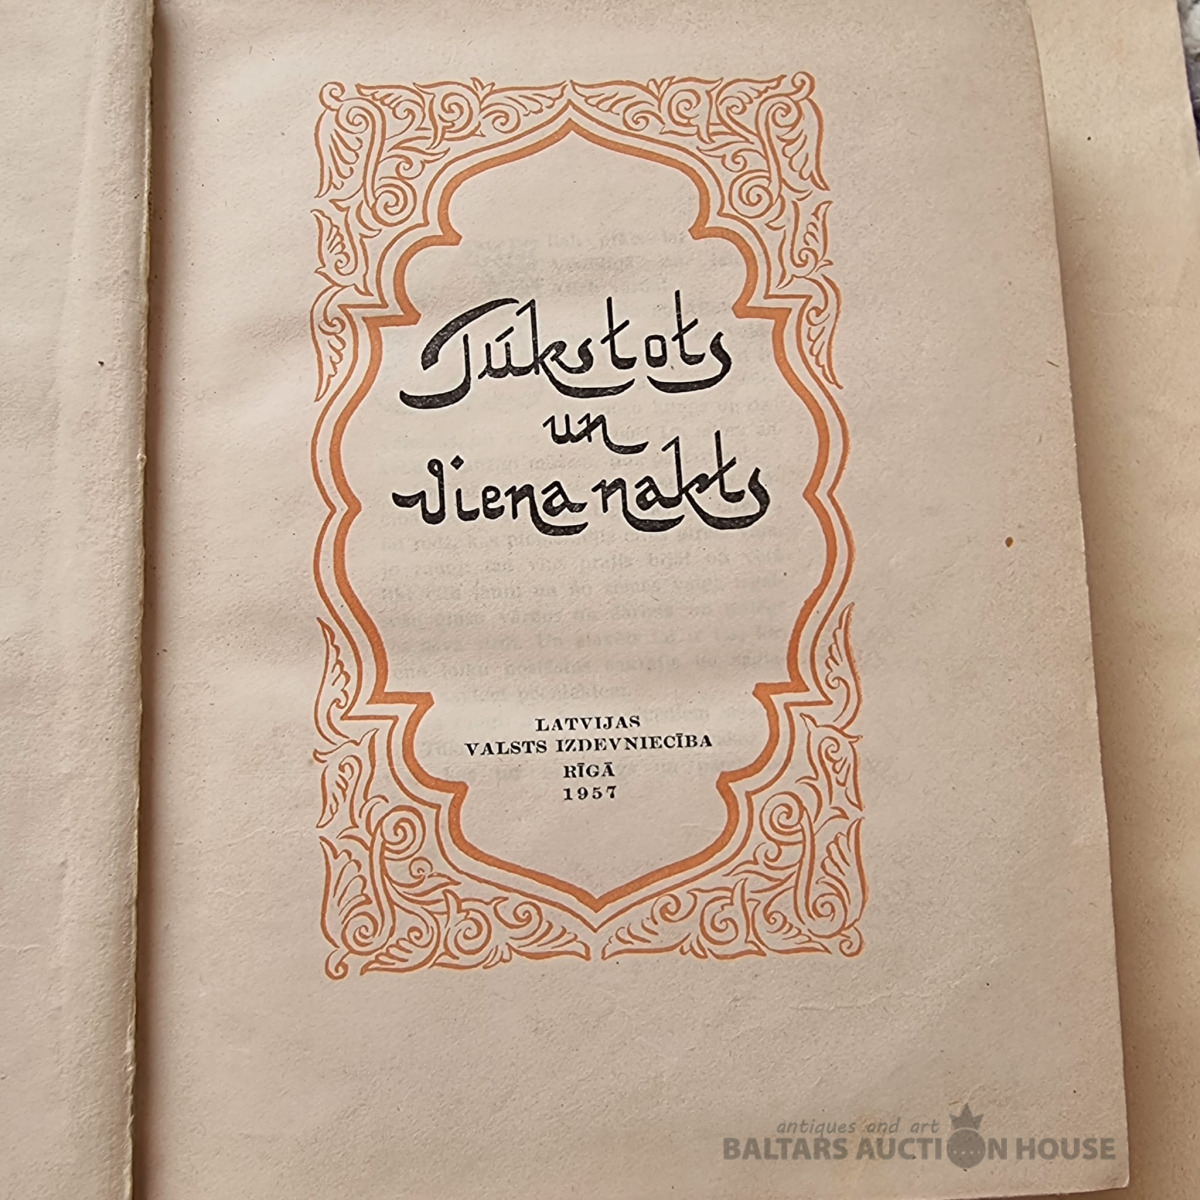 Tūkstots
un
viena nakts
LATVIJAS
VALSTS IZDEVNIECĪBA
RĪGĀ
1957
antiques and art
BALTARS AUCTION HOUSE